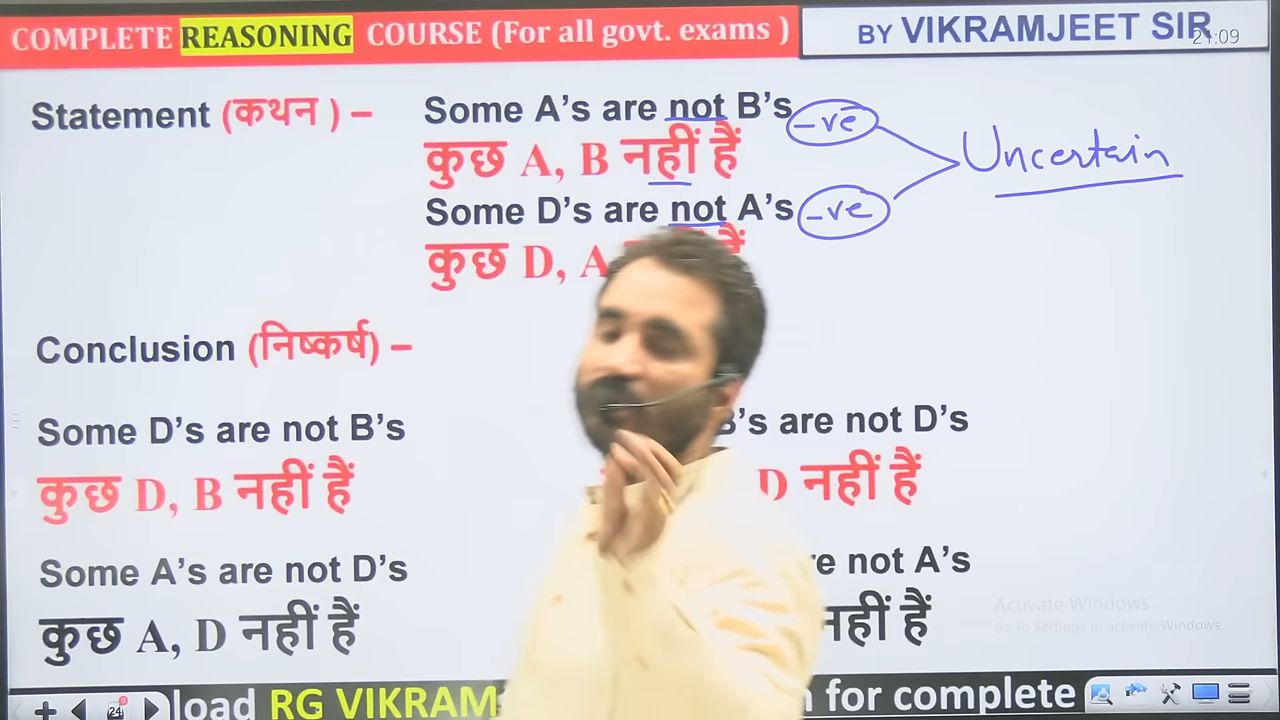 COMPLETE REASONING COURSE (For all govt. exams )
BY VIKRAMJEET SIR
21:09
Statement (कथन ) –
Some A's are not B's
-ve
Uncertain
कुछ A, B नहीं हैं
Some D's are not A's
-ve
कुछ D, A
Conclusion (निष्कर्ष) –
Some D's are not B's
B's are not D's
कुछ D, B नहीं हैं
D नहीं हैं
Some A's are not D's
are not A's
कुछ A, D नहीं हैं
नहीं हैं
Activate Windows
Go to Settings to activate Windows.
load RG VIKRAM
for complete
24